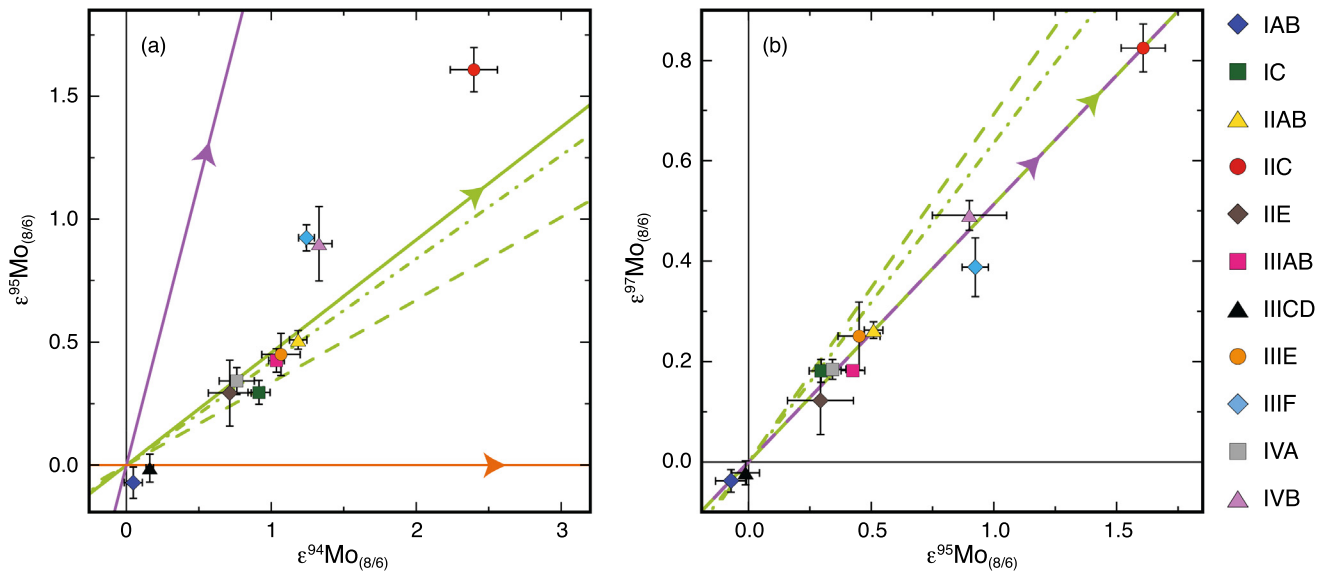 (a)
1.5
1.0
0.5
0.0
0
1
2
3
ε⁹⁵Mo(8/6)
ε⁹⁴Mo(8/6)
(b)
0.8
0.6
0.4
0.2
0.0
0.0
0.5
1.0
1.5
ε⁹⁷Mo(8/6)
ε⁹⁵Mo(8/6)
IAB
IC
IIAB
IIC
IIE
IIIAB
IIICD
IIIE
IIIF
IVA
IVB